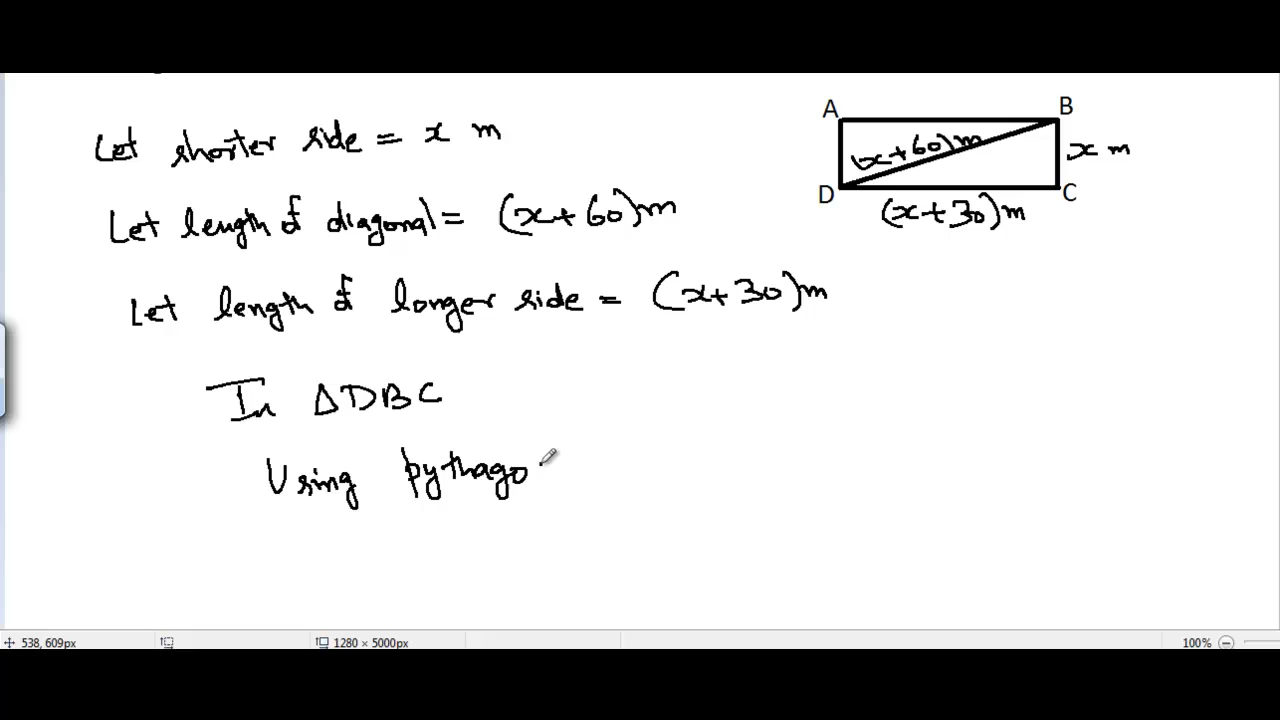 Let shorter side = x m
A B
(x+60)m
x m
D C
(x+30)m
Let length of diagonal = (x+60)m
Let length of longer side = (x+30)m
In ΔDBC
Using pythago
538, 609px 1280 × 5000px 100%